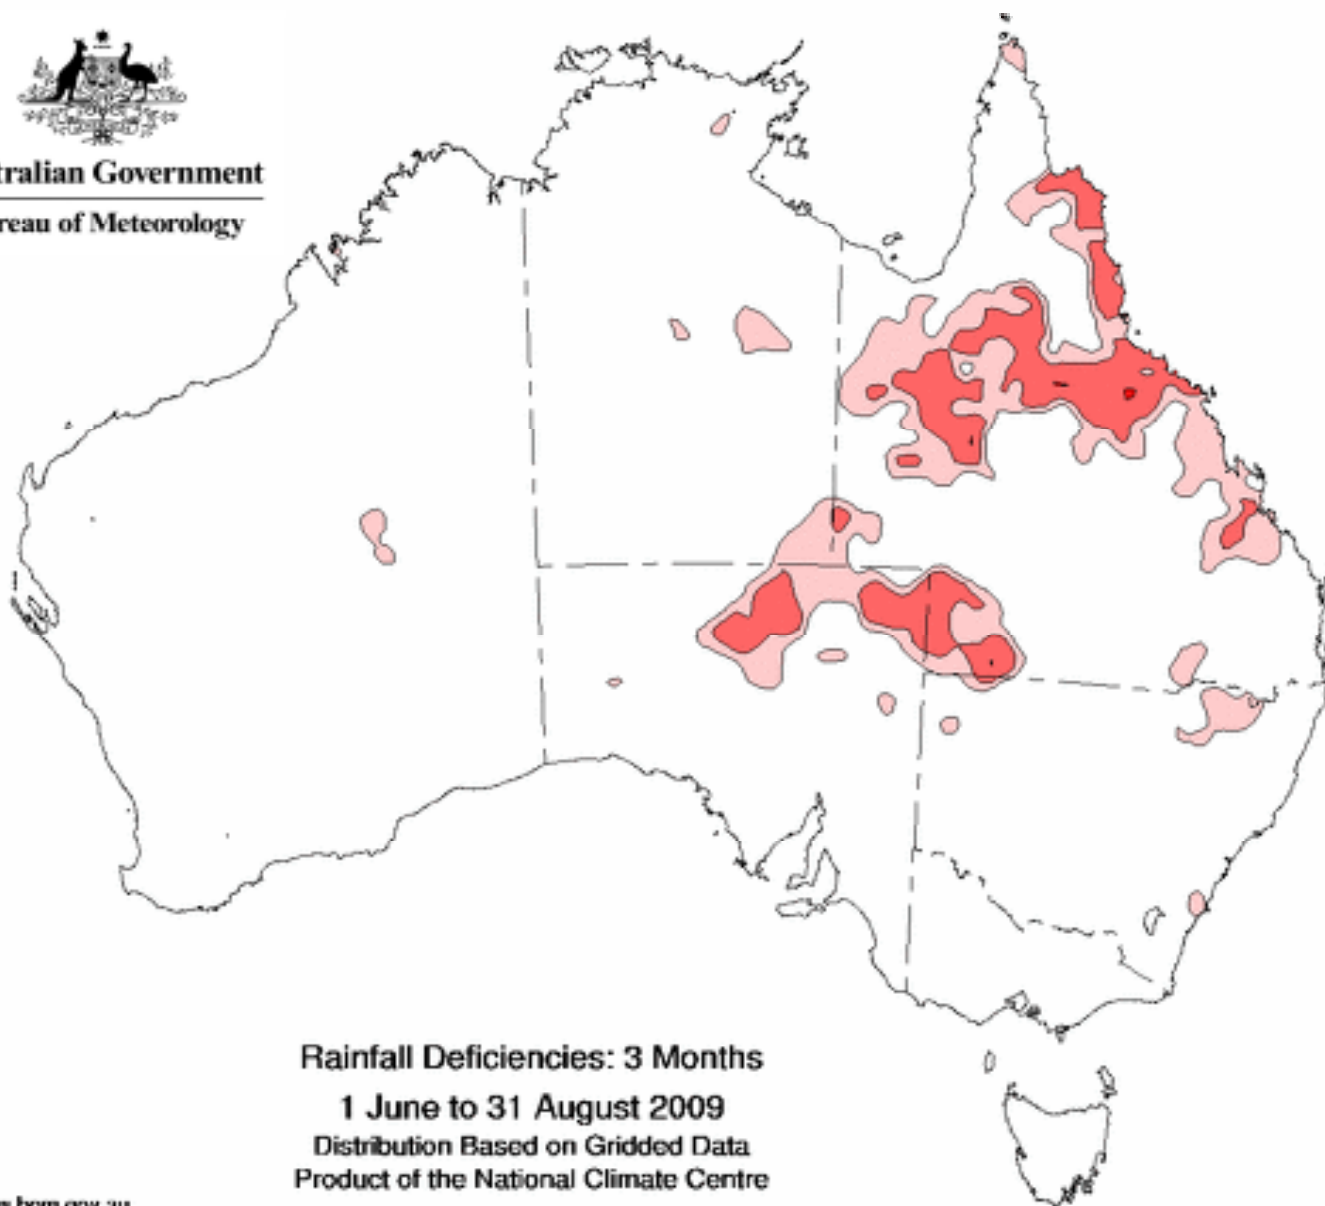 tralian Government
reau of Meteorology
Rainfall Deficiencies: 3 Months
1 June to 31 August 2009
Distribution Based on Gridded Data
Product of the National Climate Centre